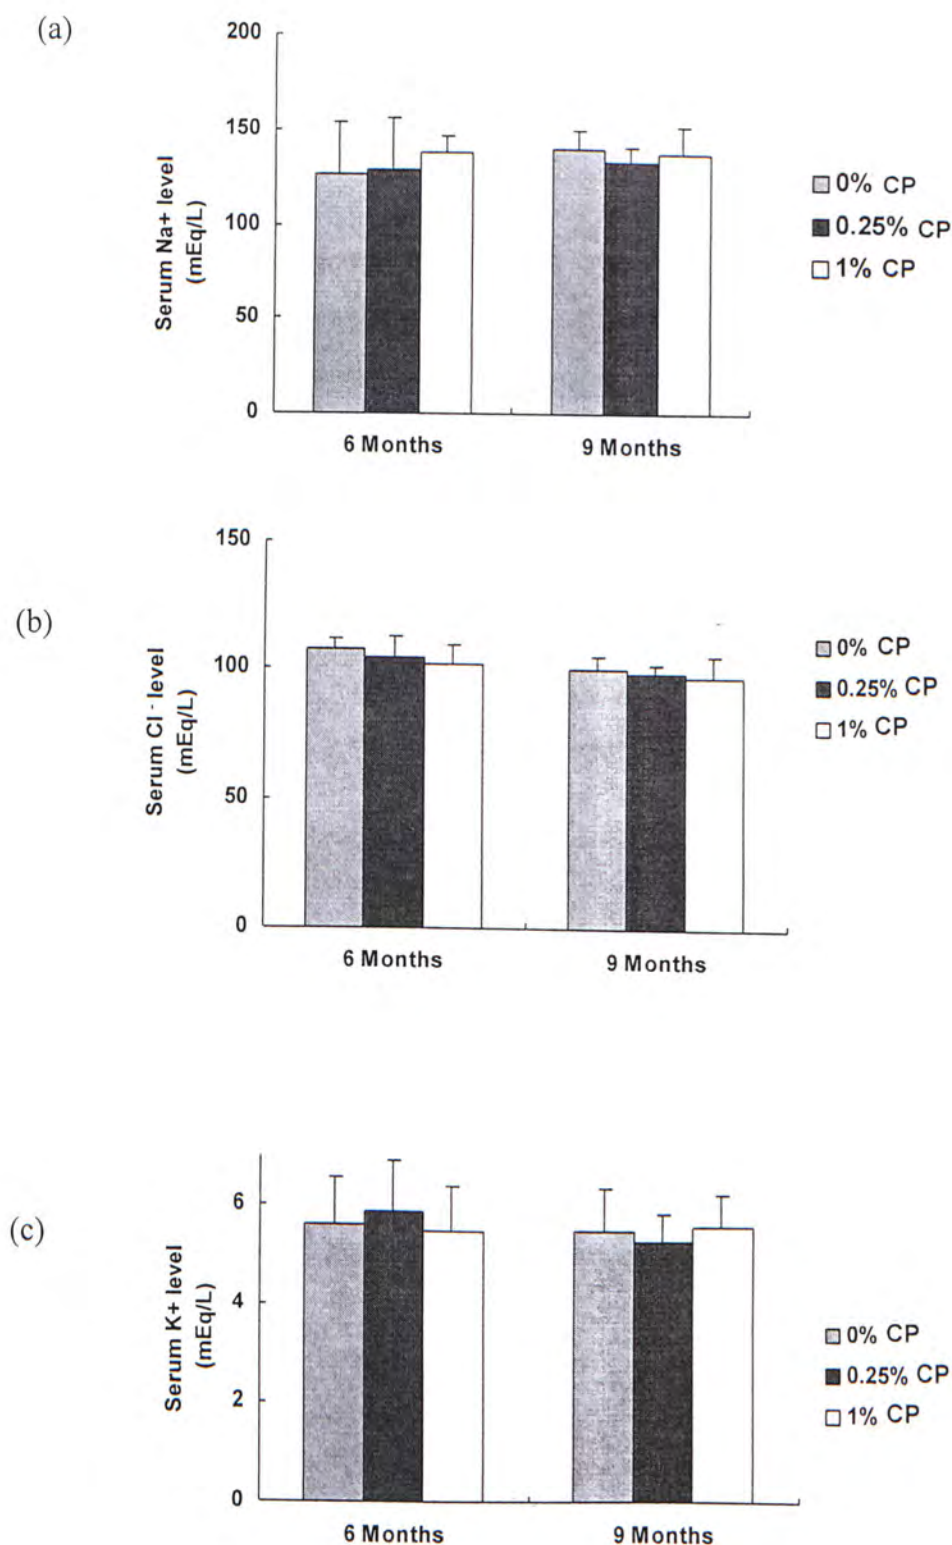 (a)
200
150
100
50
0
Serum Na+ level
(mEq/L)
6 Months
9 Months
0% CP
0.25% CP
1% CP
(b)
150
100
50
0
Serum Cl - level
(mEq/L)
6 Months
9 Months
0% CP
0.25% CP
1% CP
(c)
6
4
2
0
Serum K+ level
(mEq/L)
6 Months
9 Months
0% CP
0.25% CP
1% CP